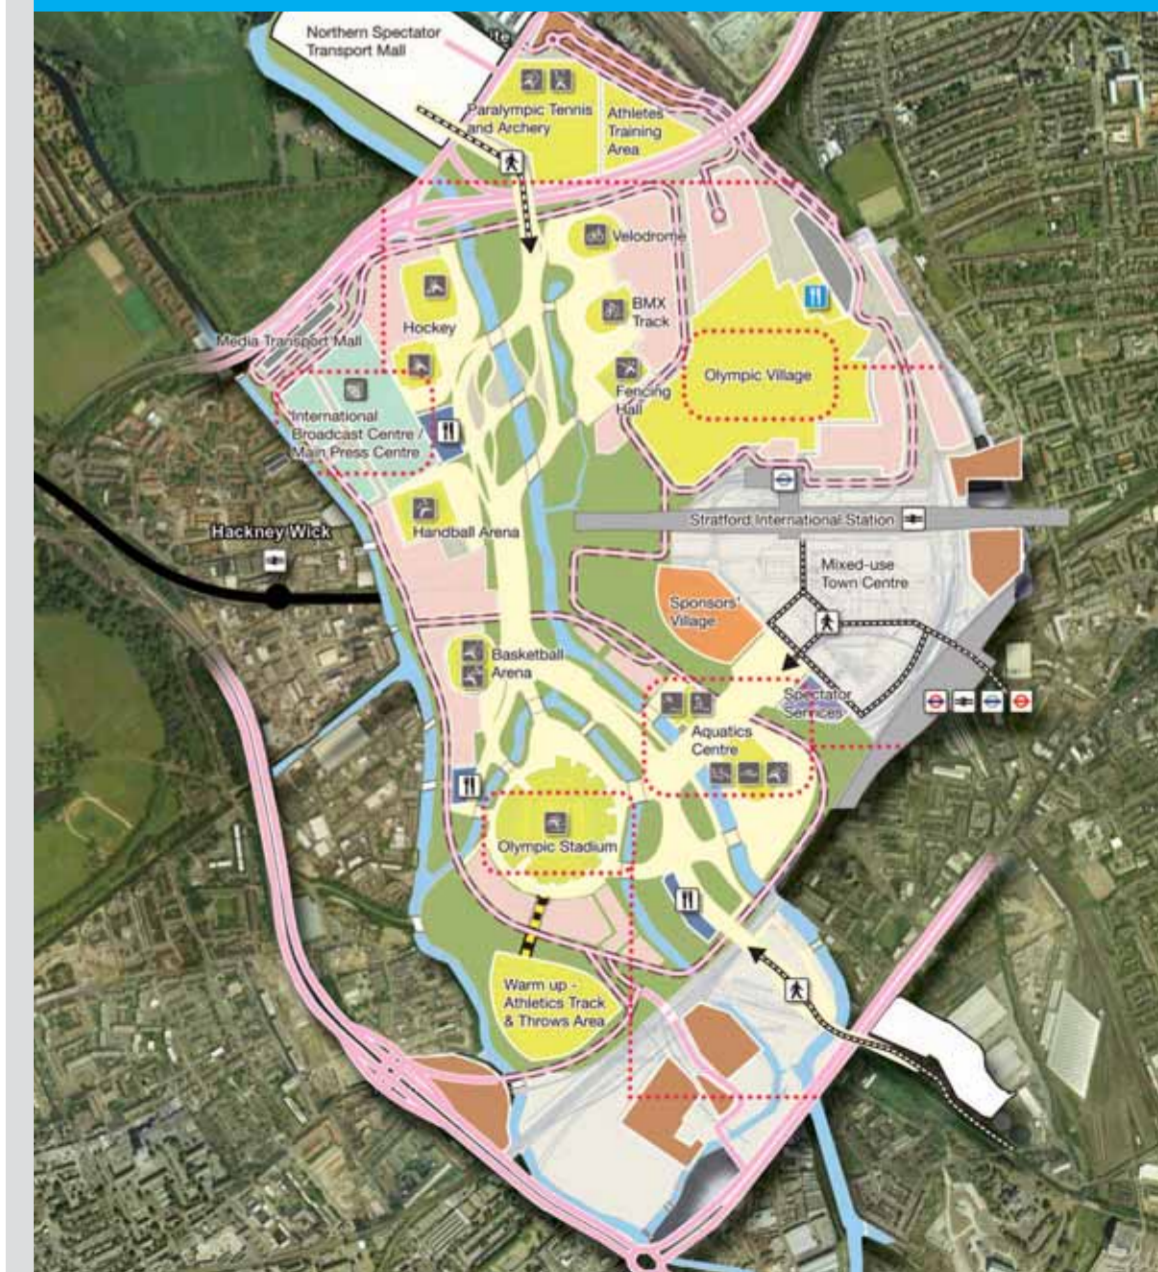 Northern Spectator
Transport Mall
Paralympic Tennis
and Archery
Athletes
Training
Area
Velodrome
BMX
Track
Hockey
Media Transport Mall
Fencing
Hall
Olympic Village
International
Broadcast Centre /
Main Press Centre
Handball Arena
Stratford International Station
Hackney Wick
Mixed-use
Town Centre
Sponsors'
Village
Basketball
Arena
Spectator
Services
Aquatics
Centre
Olympic Stadium
Warm up -
Athletics Track
& Throws Area